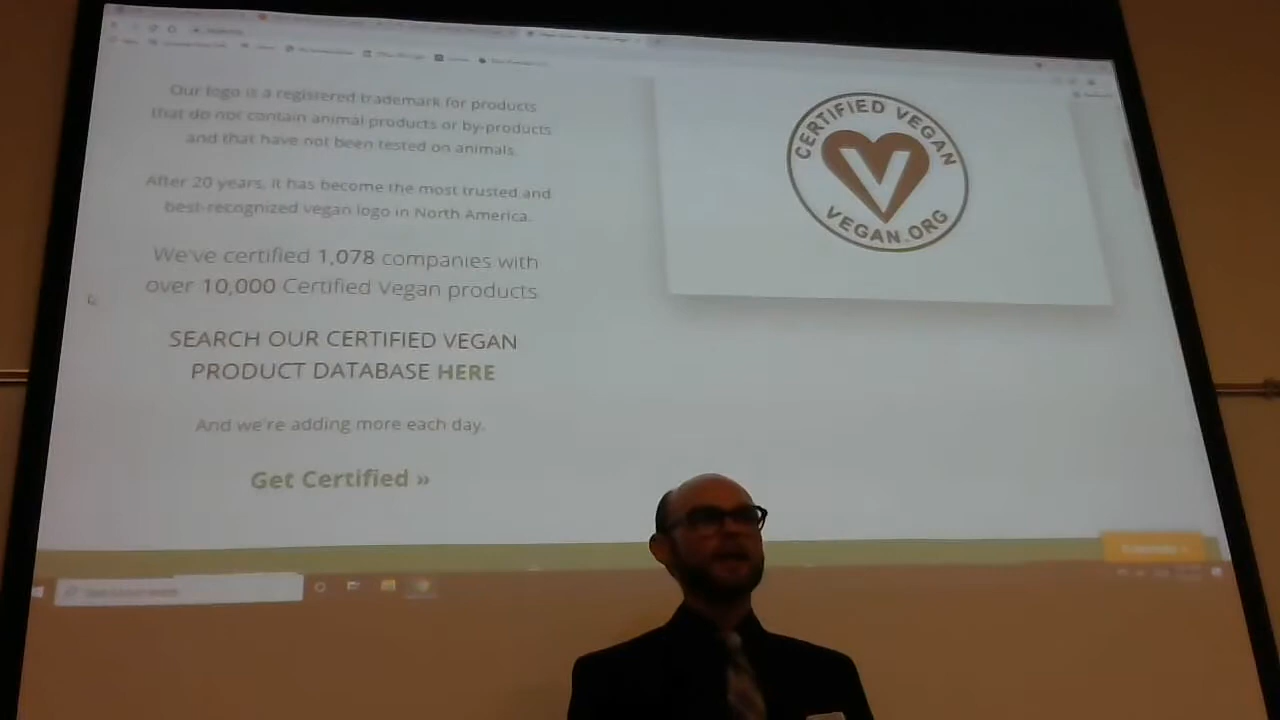 Our logo is a registered trademark for products
that do not contain animal products or by-products
and that have not been tested on animals.
After 20 years, it has become the most trusted and
best-recognized vegan logo in North America.
We've certified 1,078 companies with
over 10,000 Certified Vegan products
SEARCH OUR CERTIFIED VEGAN
PRODUCT DATABASE HERE
And we're adding more each day.
Get Certified »
CERTIFIED VEGAN
V
VEGAN.ORG